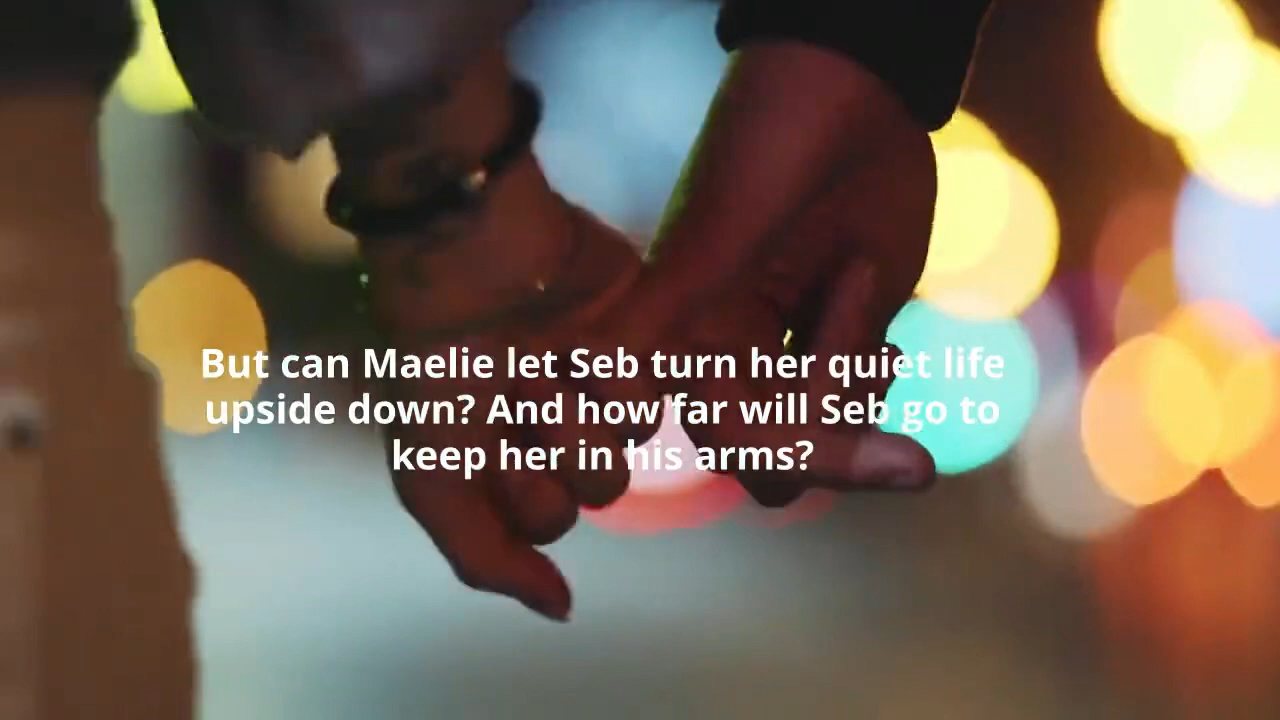 But can Maelie let Seb turn her quiet life
upside down? And how far will Seb go to
keep her in his arms?